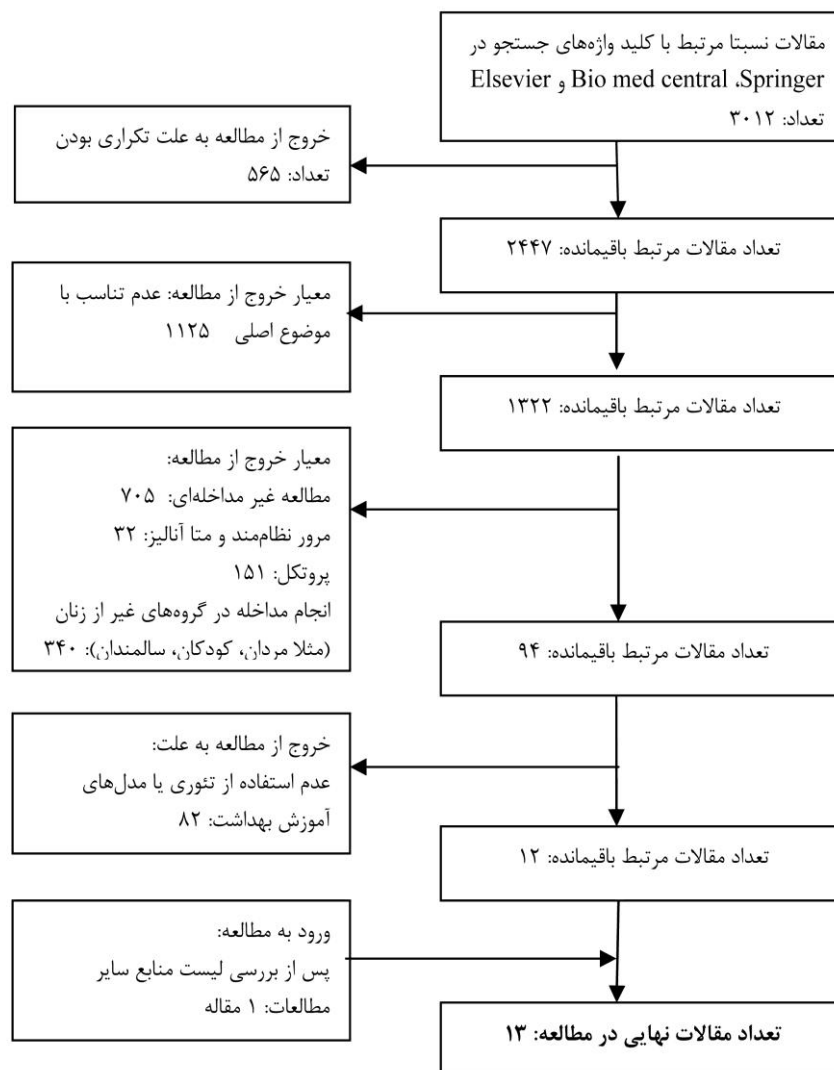 مقالات نسبتا مرتبط با کلید واژه‌های جستجو در
Elsevier و Bio med central ،Springer
تعداد: ۳۰۱۲
خروج از مطالعه به علت تکراری بودن
تعداد: ۵۶۵
تعداد مقالات مرتبط باقیمانده: ۲۴۴۷
معیار خروج از مطالعه: عدم تناسب با
موضوع اصلی ۱۱۲۵
تعداد مقالات مرتبط باقیمانده: ۱۳۲۲
معیار خروج از مطالعه:
مطالعه غیر مداخله‌ای: ۷۰۵
مرور نظام‌مند و متا آنالیز: ۳۲
پروتکل: ۱۵۱
انجام مداخله در گروه‌های غیر از زنان
(مثلا مردان، کودکان، سالمندان): ۳۴۰
تعداد مقالات مرتبط باقیمانده: ۹۴
خروج از مطالعه به علت:
عدم استفاده از تئوری یا مدل‌های
آموزش بهداشت: ۸۲
تعداد مقالات مرتبط باقیمانده: ۱۲
ورود به مطالعه:
پس از بررسی لیست منابع سایر
مطالعات: ۱ مقاله
تعداد مقالات نهایی در مطالعه: ۱۳